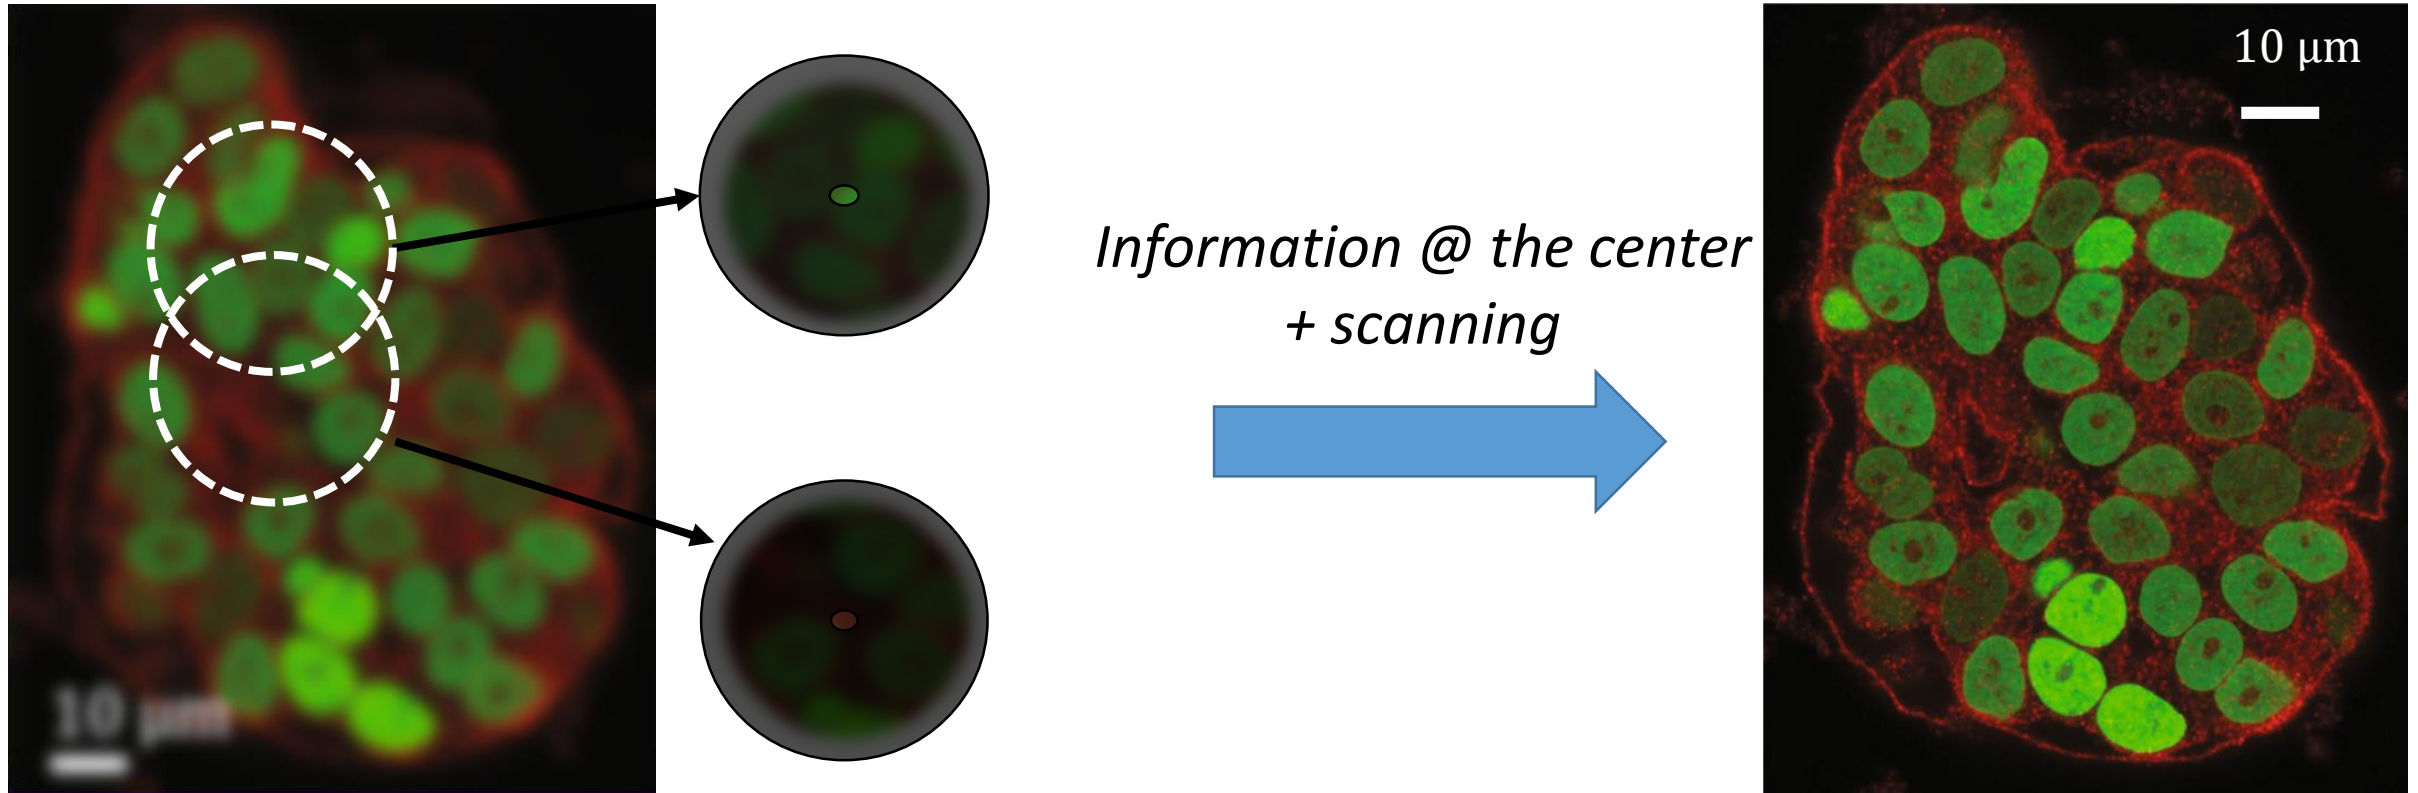 10 μm
Information @ the center
+ scanning
10 μm